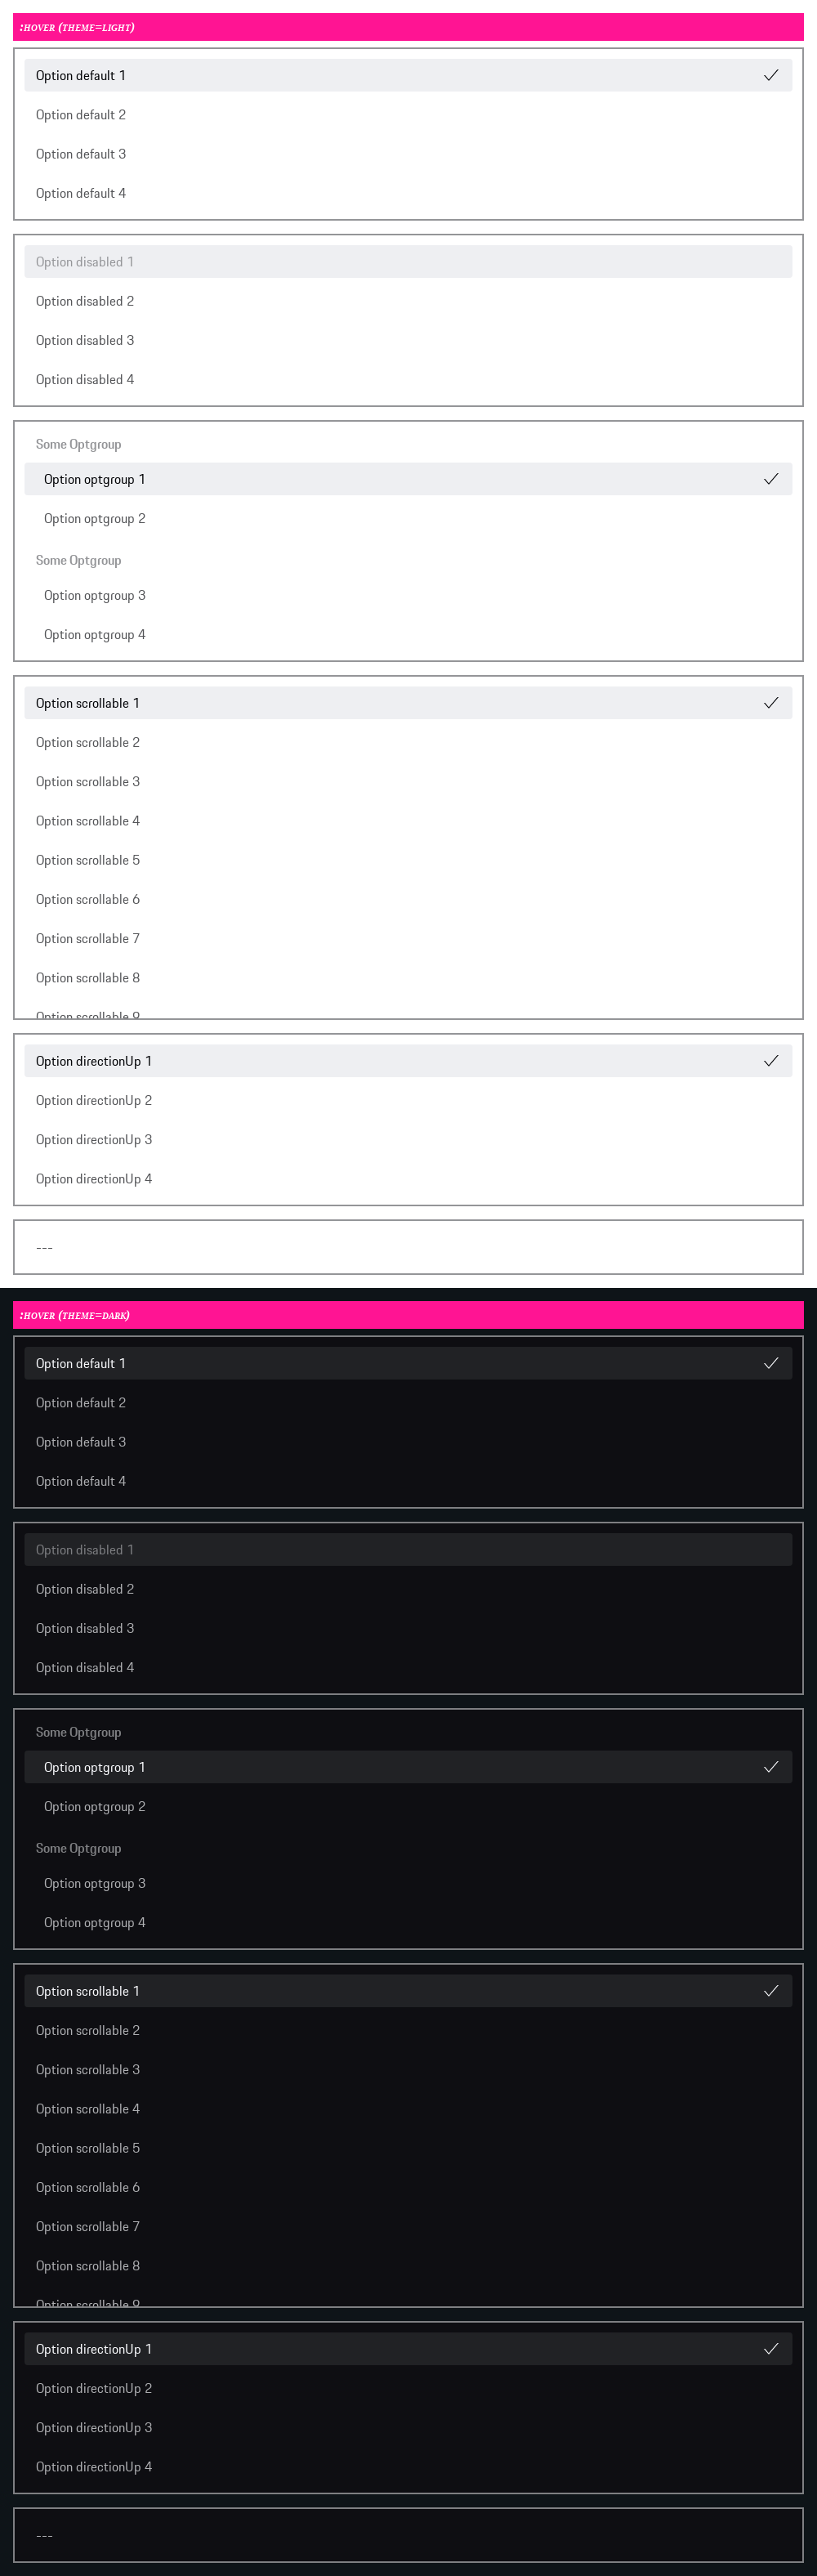 :hover (theme=light)
Option default 1
Option default 2
Option default 3
Option default 4
Option disabled 1
Option disabled 2
Option disabled 3
Option disabled 4
Some Optgroup
Option optgroup 1
Option optgroup 2
Some Optgroup
Option optgroup 3
Option optgroup 4
Option scrollable 1
Option scrollable 2
Option scrollable 3
Option scrollable 4
Option scrollable 5
Option scrollable 6
Option scrollable 7
Option scrollable 8
Option scrollable 9
Option directionUp 1
Option directionUp 2
Option directionUp 3
Option directionUp 4
---
:hover (theme=dark)
Option default 1
Option default 2
Option default 3
Option default 4
Option disabled 1
Option disabled 2
Option disabled 3
Option disabled 4
Some Optgroup
Option optgroup 1
Option optgroup 2
Some Optgroup
Option optgroup 3
Option optgroup 4
Option scrollable 1
Option scrollable 2
Option scrollable 3
Option scrollable 4
Option scrollable 5
Option scrollable 6
Option scrollable 7
Option scrollable 8
Option scrollable 9
Option directionUp 1
Option directionUp 2
Option directionUp 3
Option directionUp 4
---